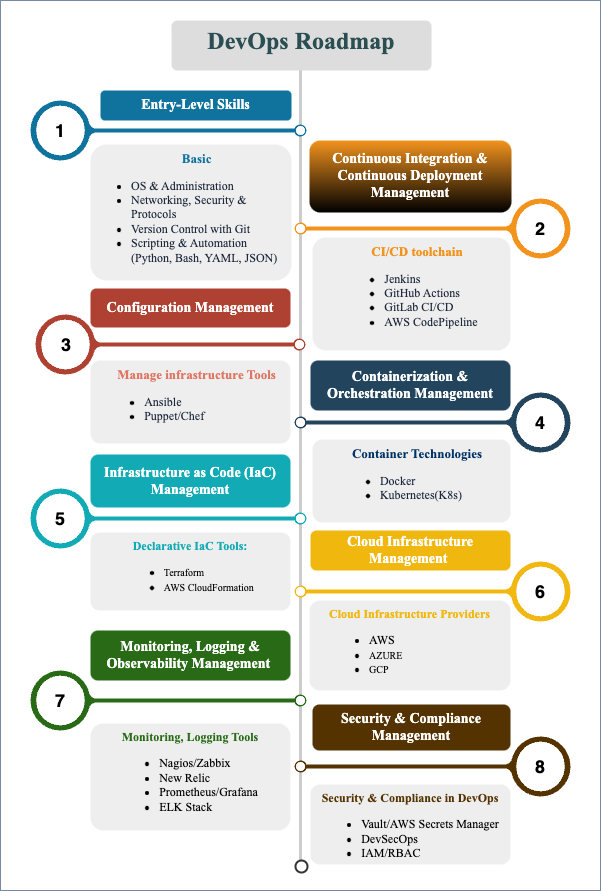 DevOps Roadmap
Entry-Level Skills
1
Basic
OS & Administration
Networking, Security &
Protocols
Version Control with Git
Scripting & Automation
(Python, Bash, YAML, JSON)
Continuous Integration &
Continuous Deployment
Management
2
CI/CD toolchain
Jenkins
GitHub Actions
GitLab CI/CD
AWS CodePipeline
Configuration Management
3
Manage infrastructure Tools
Ansible
Puppet/Chef
Containerization &
Orchestration Management
4
Container Technologies
Docker
Kubernetes(K8s)
Infrastructure as Code (IaC)
Management
5
Declarative IaC Tools:
Terraform
AWS CloudFormation
Cloud Infrastructure
Management
6
Cloud Infrastructure Providers
AWS
AZURE
GCP
Monitoring, Logging &
Observability Management
7
Monitoring, Logging Tools
Nagios/Zabbix
New Relic
Prometheus/Grafana
ELK Stack
Security & Compliance
Management
8
Security & Compliance in DevOps
Vault/AWS Secrets Manager
DevSecOps
IAM/RBAC